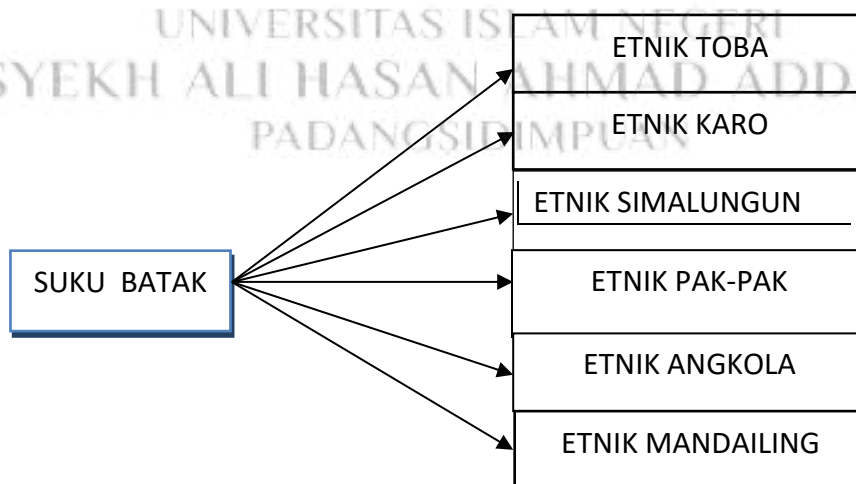 UNIVERSITAS ISLAM NEGERI
SYEKH ALI HASAN AHMAD ADD
PADANGSIDIMPUAN
ETNIK TOBA
ETNIK KARO
ETNIK SIMALUNGUN
SUKU BATAK
ETNIK PAK-PAK
ETNIK ANGKOLA
ETNIK MANDAILING